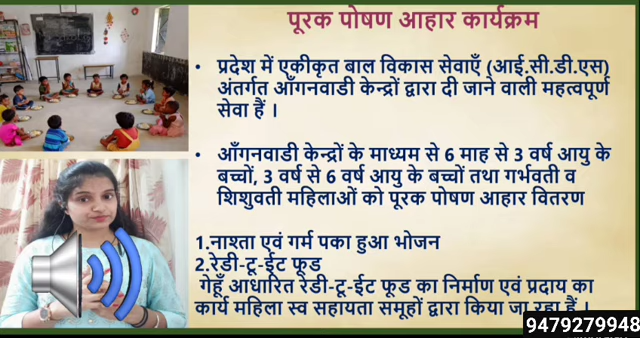 पूरक पोषण आहार कार्यक्रम
• प्रदेश में एकीकृत बाल विकास सेवाएँ (आई.सी.डी.एस)
अंतर्गत आँगनवाडी केन्द्रों द्वारा दी जाने वाली महत्वपूर्ण
सेवा हैं ।
• आँगनवाडी केन्द्रों के माध्यम से 6 माह से 3 वर्ष आयु के
बच्चों, 3 वर्ष से 6 वर्ष आयु के बच्चों तथा गर्भवती व
शिशुवती महिलाओं को पूरक पोषण आहार वितरण
1.नाश्ता एवं गर्म पका हुआ भोजन
2.रेडी-टू-ईट फूड
गेहूँ आधारित रेडी-टू-ईट फूड का निर्माण एवं प्रदाय का
कार्य महिला स्व सहायता समूहों द्वारा किया जा रहा हैं ।
9479279948